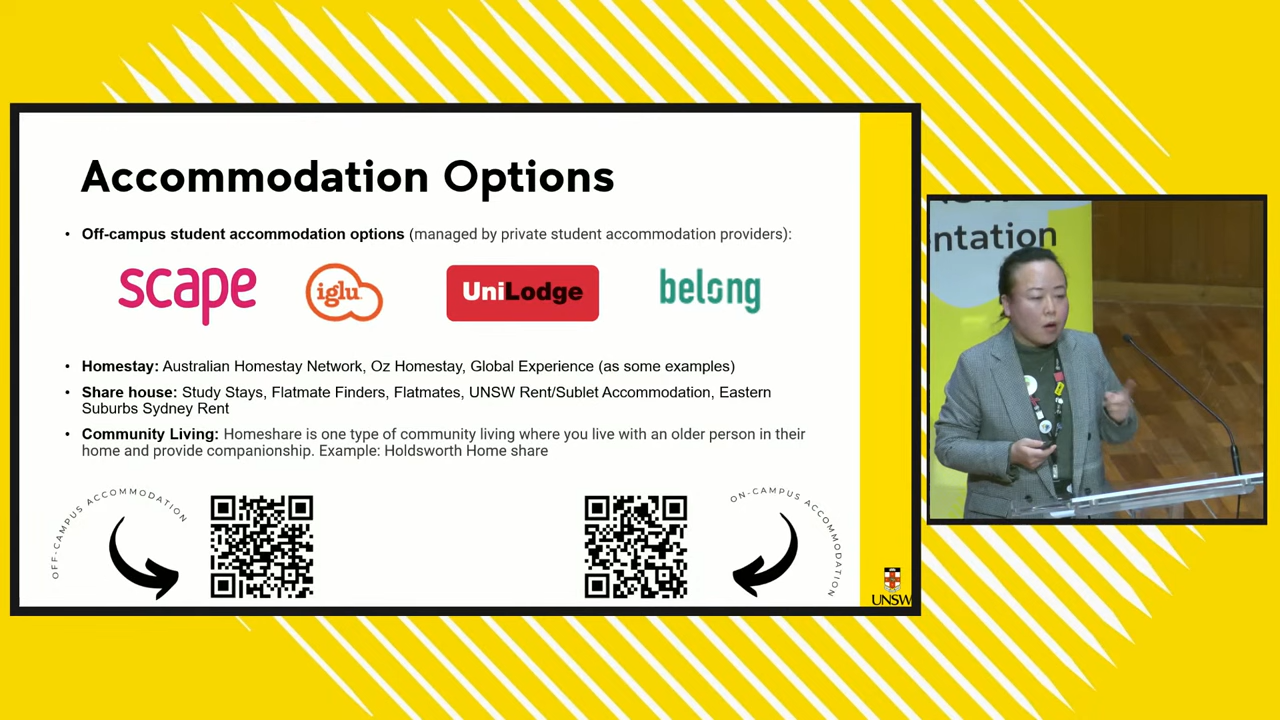 Accommodation Options
• Off-campus student accommodation options (managed by private student accommodation providers):
scape
iglu
UniLodge
belong
• Homestay: Australian Homestay Network, Oz Homestay, Global Experience (as some examples)
• Share house: Study Stays, Flatmate Finders, Flatmates, UNSW Rent/Sublet Accommodation, Eastern
Suburbs Sydney Rent
• Community Living: Homeshare is one type of community living where you live with an older person in their
home and provide companionship. Example: Holdsworth Home share
OFF-CAMPUS ACCOMMODATION
ON-CAMPUS ACCOMMODATION
UNSW
entation